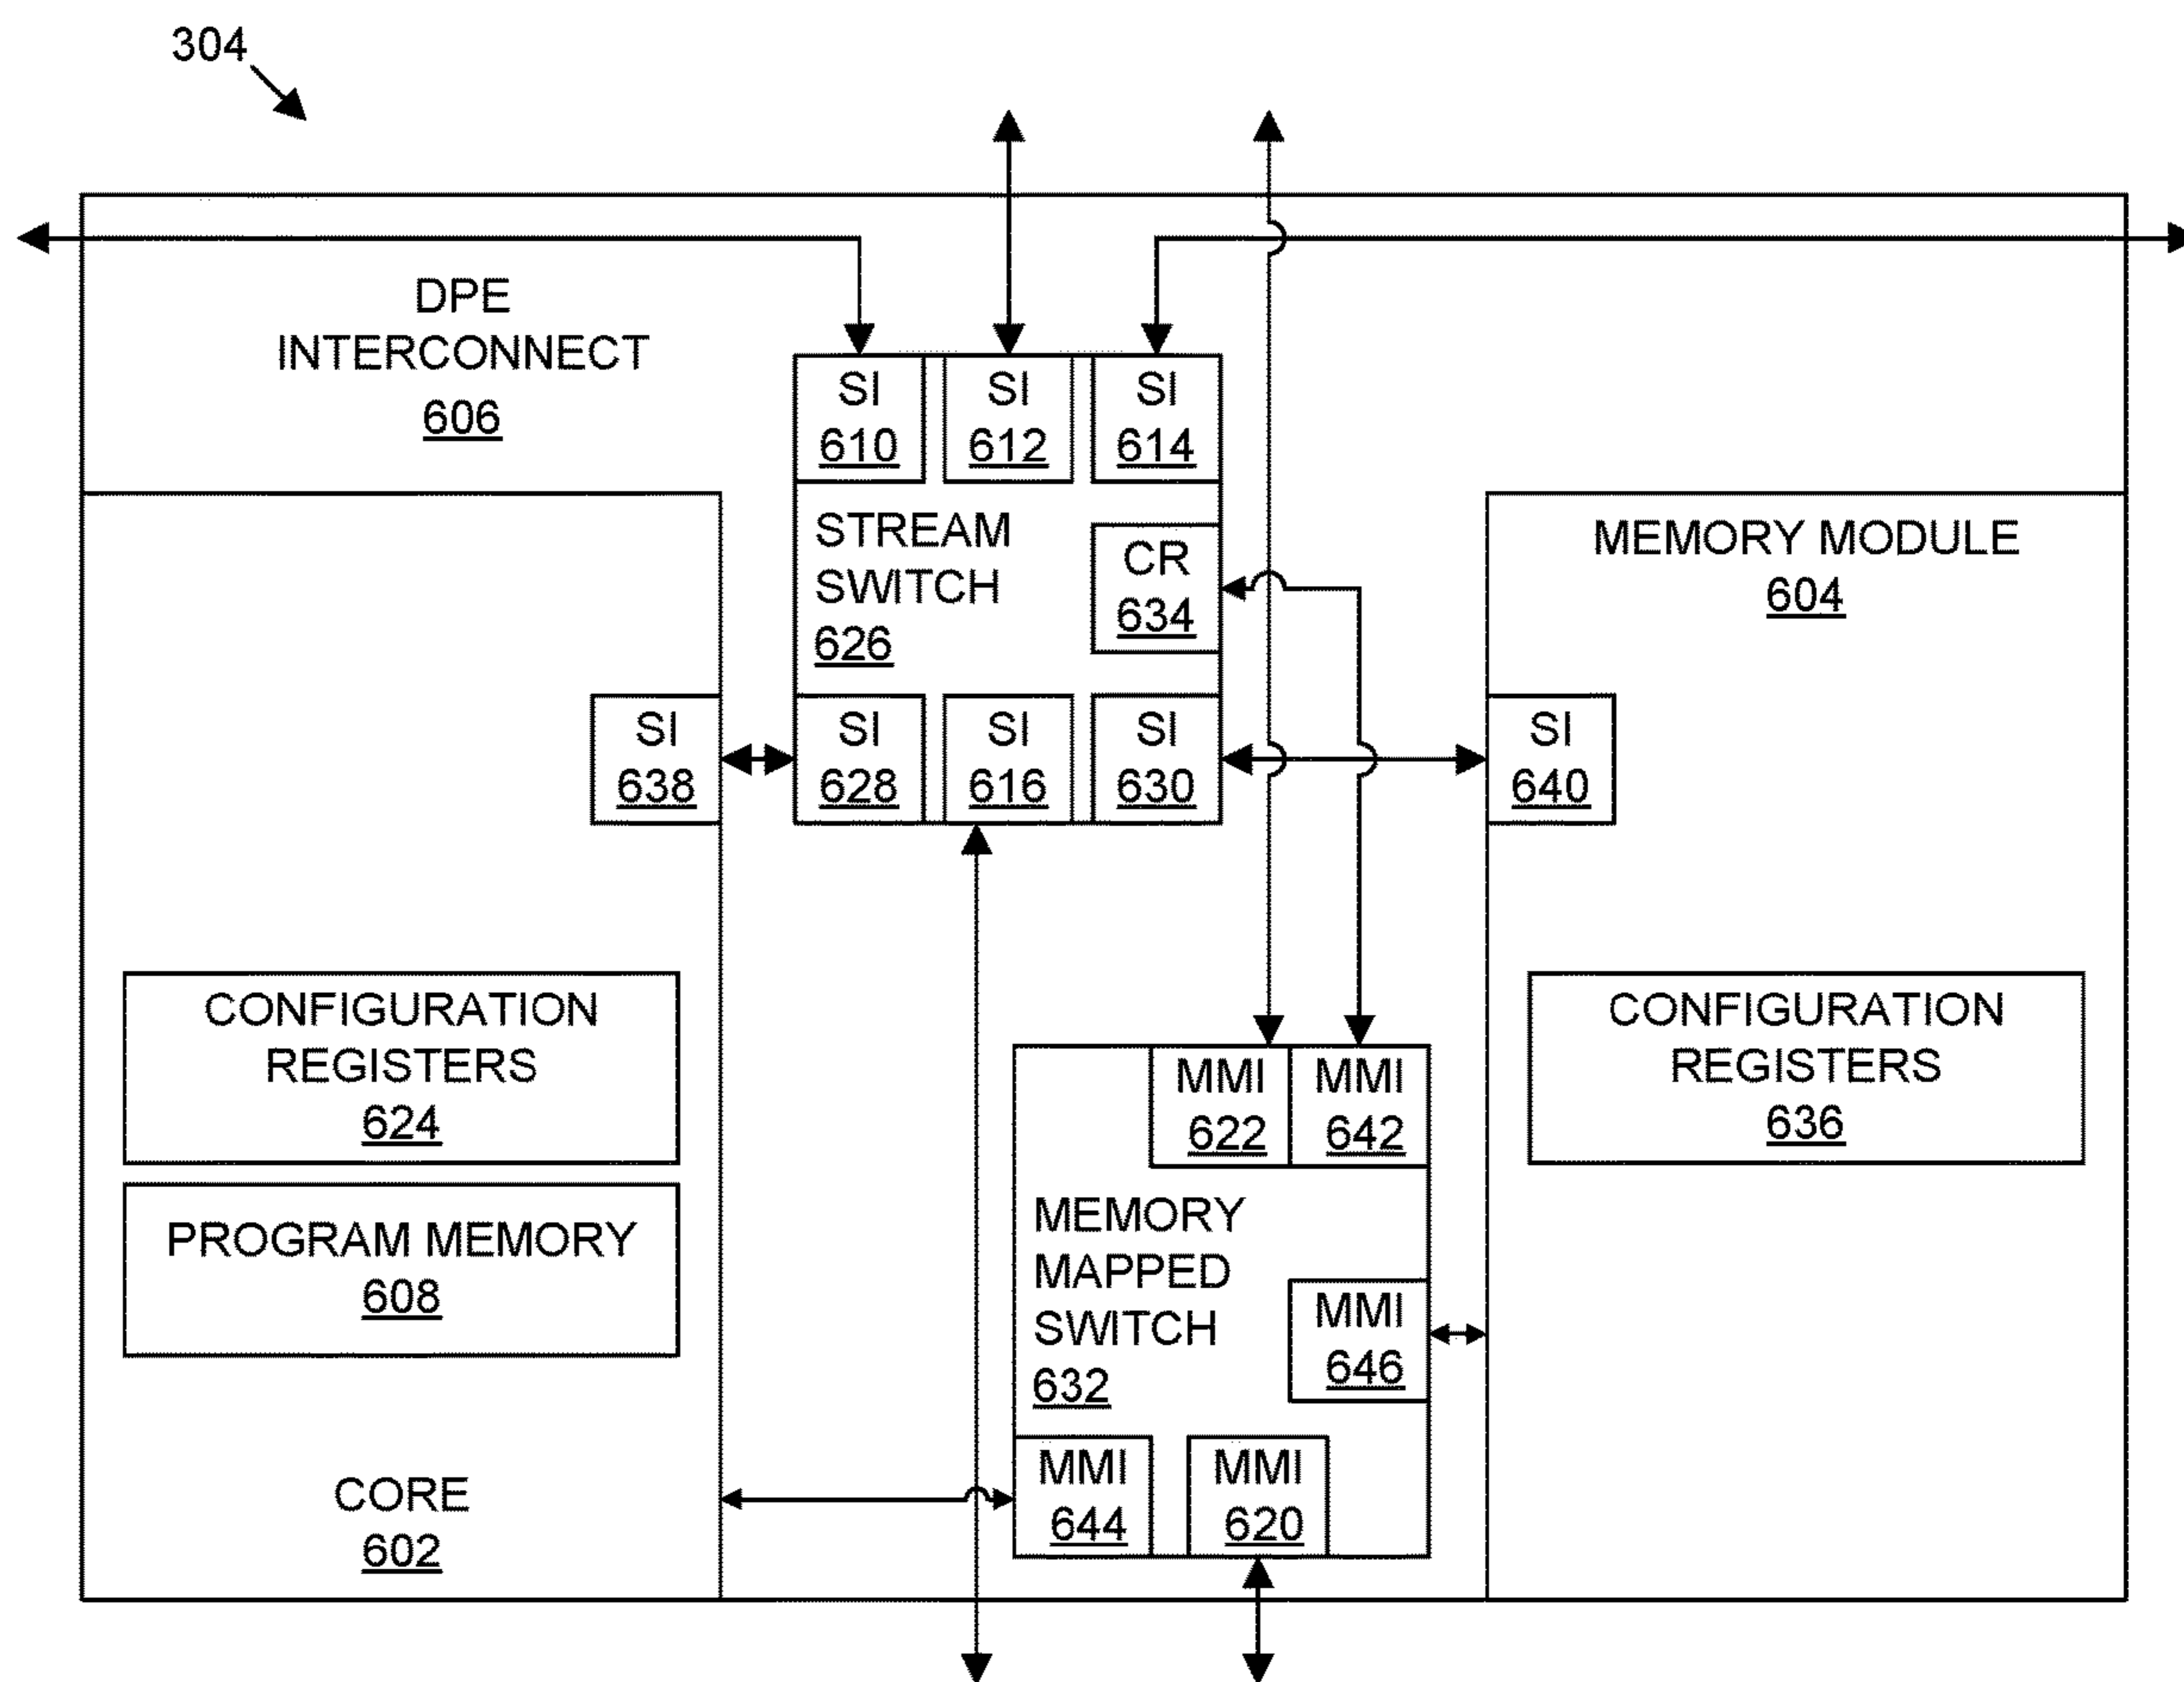 304
DPE
INTERCONNECT
606
SI
610
SI
612
SI
614
STREAM
SWITCH
626
CR
634
MEMORY MODULE
604
SI
638
SI
628
SI
616
SI
630
SI
640
CONFIGURATION
REGISTERS
624
PROGRAM MEMORY
608
CORE
602
MMI
622
MMI
642
MEMORY
MAPPED
SWITCH
632
MMI
646
MMI
644
MMI
620
CONFIGURATION
REGISTERS
636